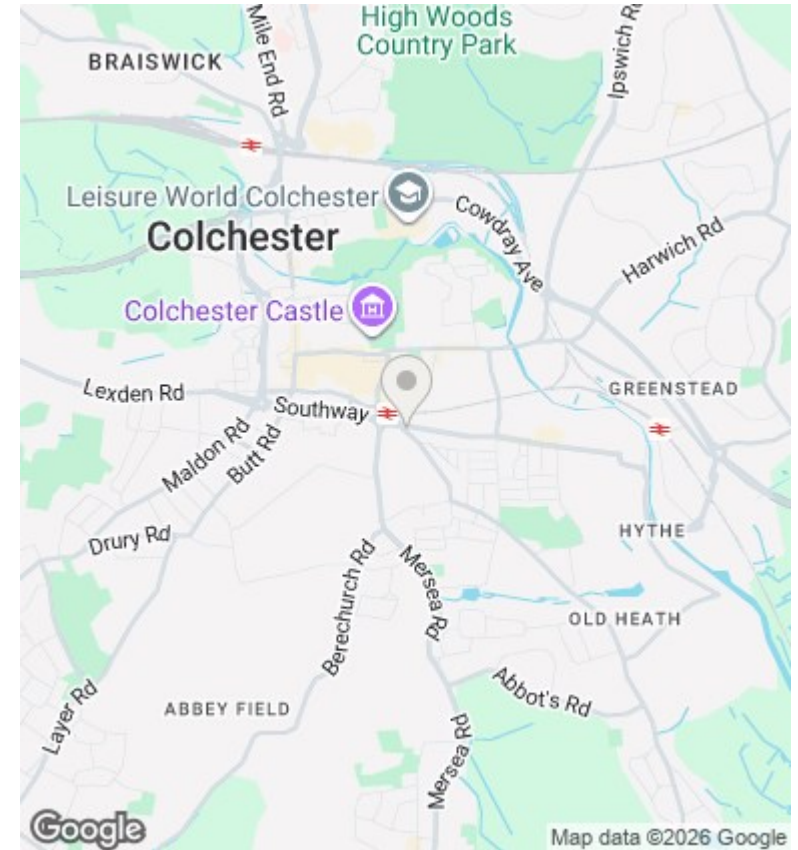 High Woods
Country Park
Ipswich Rd
BRAISWICK
Mile End Rd
Leisure World Colchester
Colchester
Cowdray Ave
Harwich Rd
Colchester Castle
Lexden Rd
Southway
GREENSTEAD
Maldon Rd
Butt Rd
Drury Rd
HYTHE
Berechurch Rd
Mersea Rd
OLD HEATH
Abbot's Rd
Layer Rd
ABBEY FIELD
Mersea Rd
Google
Map data ©2026 Google